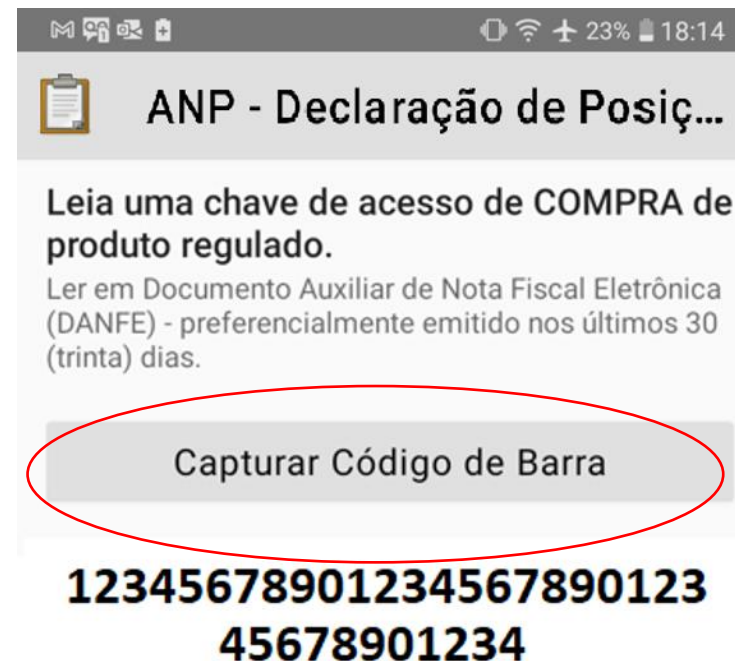 23% 18:14
ANP - Declaração de Posiç...
Leia uma chave de acesso de COMPRA de
produto regulado.
Ler em Documento Auxiliar de Nota Fiscal Eletrônica
(DANFE) - preferencialmente emitido nos últimos 30
(trinta) dias.
Capturar Código de Barra
12345678901234567890123
45678901234